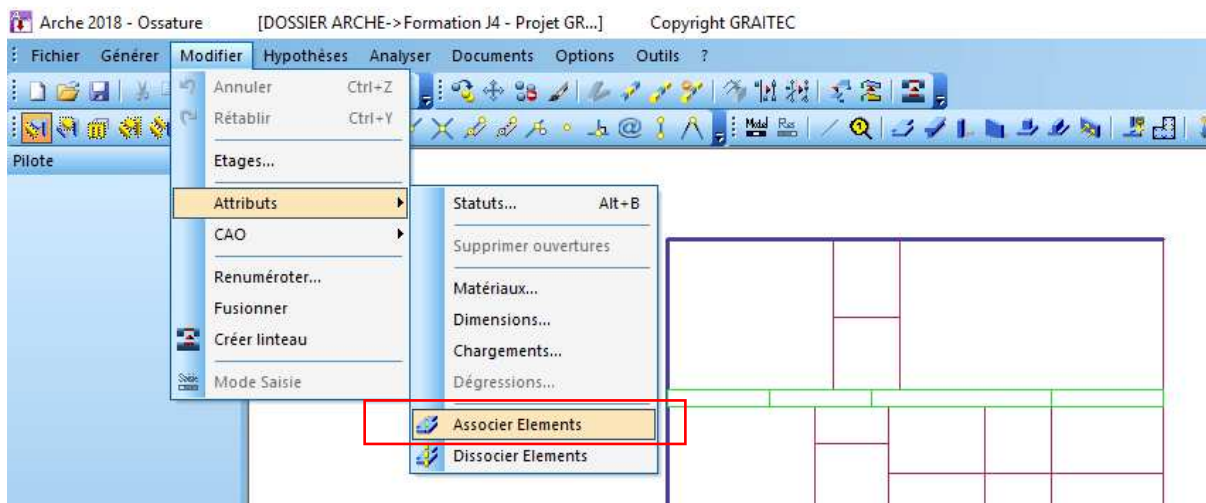 Arche 2018 - Ossature [DOSSIER ARCHE->Formation J4 - Projet GR...] Copyright GRAITEC
Fichier Générer Modifier Hypothèses Analyser Documents Options Outils ?
Annuler Ctrl+Z
Rétablir Ctrl+Y
Pilote
Etages...
Attributs
CAO
Renuméroter...
Fusionner
Créer linteau
Mode Saisie
Statuts... Alt+B
Supprimer ouvertures
Matériaux...
Dimensions...
Chargements...
Dégressions...
Associer Elements
Dissocier Elements